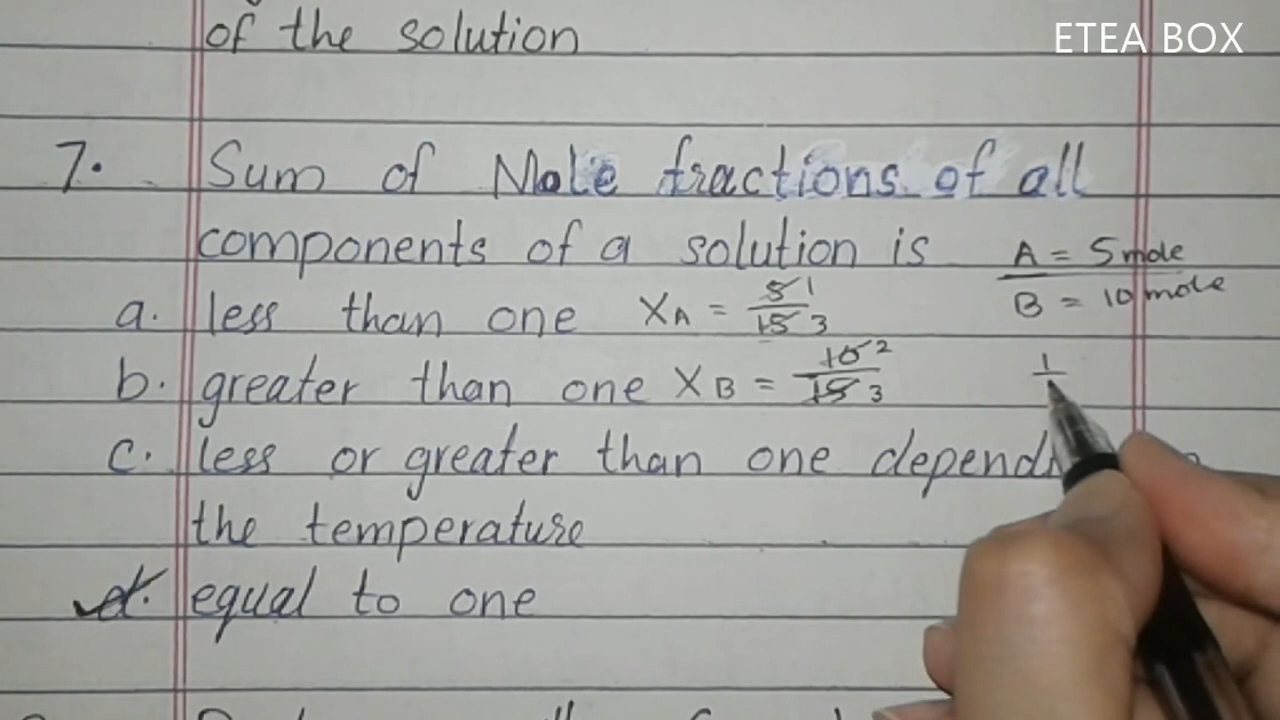 of the solution
ETEA BOX
7. Sum of Mole fractions of all
components of a solution is
A = 5 mole
B = 10 mole
a. less than one XA = 5 1
15 3
b. greater than one XB = 10 2
15 3
1
c. less or greater than one
the temperature
d. equal to one